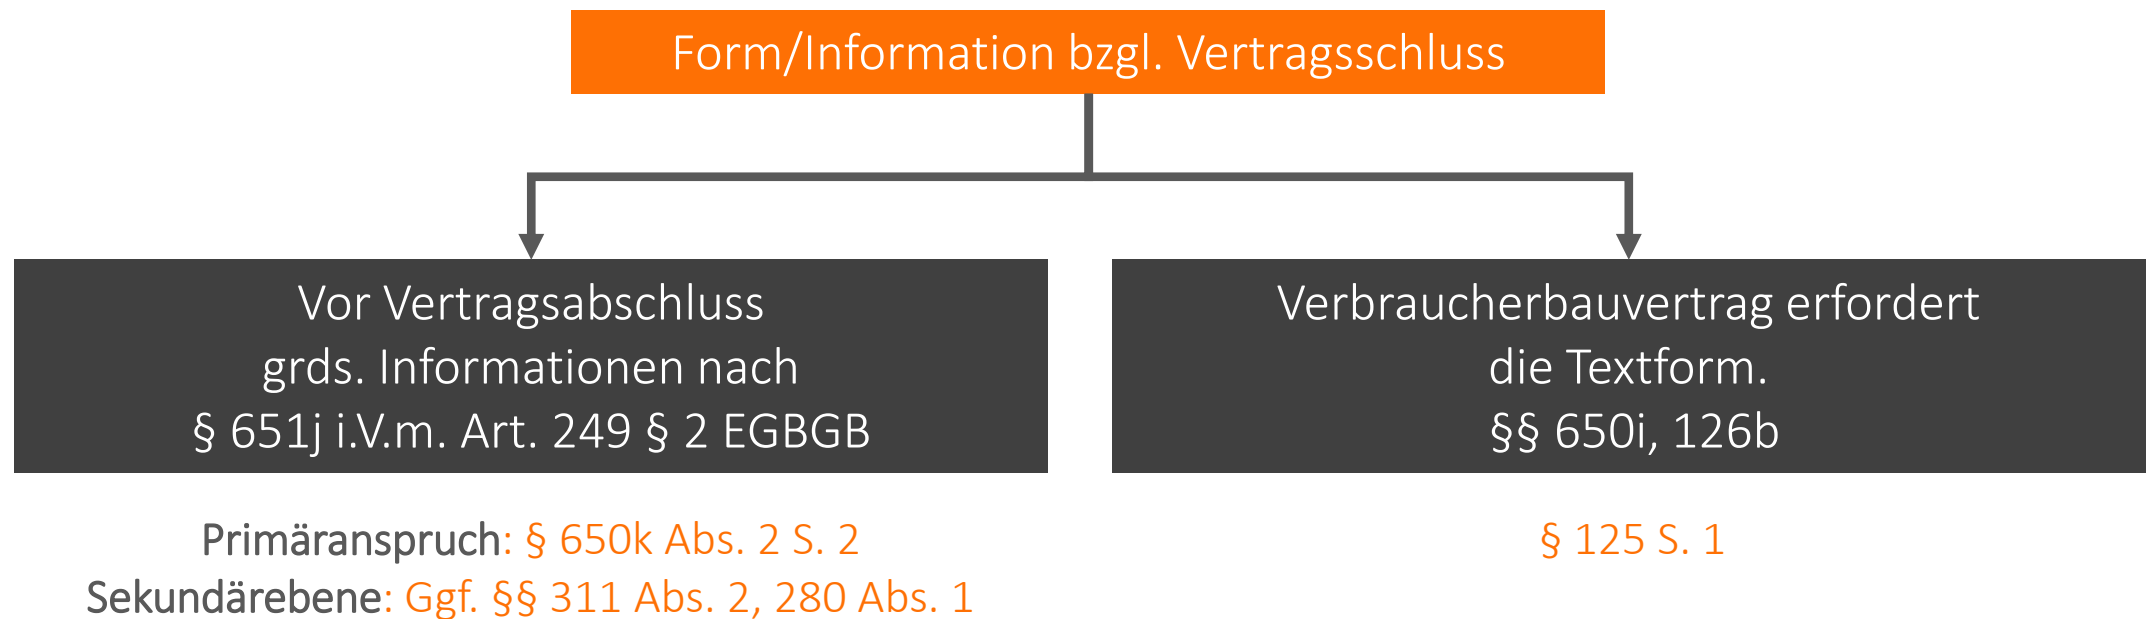 Form/Information bzgl. Vertragsschluss
Vor Vertragsabschluss
grds. Informationen nach
§ 651j i.V.m. Art. 249 § 2 EGBGB
Verbraucherbauvertrag erfordert
die Textform.
§§ 650i, 126b
Primäranspruch: § 650k Abs. 2 S. 2
Sekundärebene: Ggf. §§ 311 Abs. 2, 280 Abs. 1
§ 125 S. 1